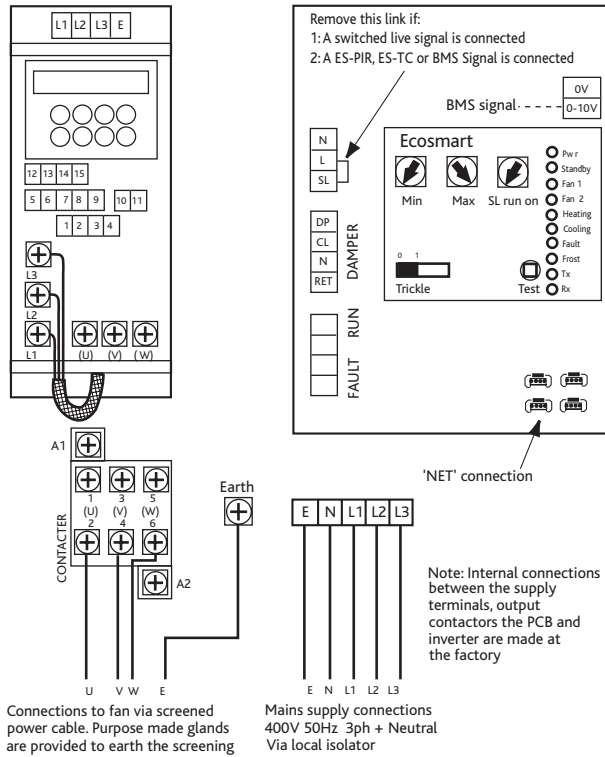 L1 L2 L3 E
12 13 14 15
5 6 7 8 9 10 11
1 2 3 4
L3
L2
L1 (U) (V) (W)
A1
1 3 5
(U) (V) (W)
2 4 6
CONTACTER
A2
Earth
U V W E
Connections to fan via screened
power cable. Purpose made glands
are provided to earth the screening
Remove this link if:
1: A switched live signal is connected
2: A ES-PIR, ES-TC or BMS Signal is connected
0V
BMS signal 0-10V
N
L
SL
Ecosmart
Min Max SL run on
Pwr
Standby
Fan 1
Fan 2
Heating
Cooling
Fault
Frost
Tx
Rx
0 1
Trickle
Test
DP
CL
N
RET
DAMPER
RUN
FAULT
'NET' connection
E N L1 L2 L3
E N L1 L2 L3
Mains supply connections
400V 50Hz 3ph + Neutral
Via local isolator
Note: Internal connections
between the supply
terminals, output
contactors the PCB and
inverter are made at
the factory